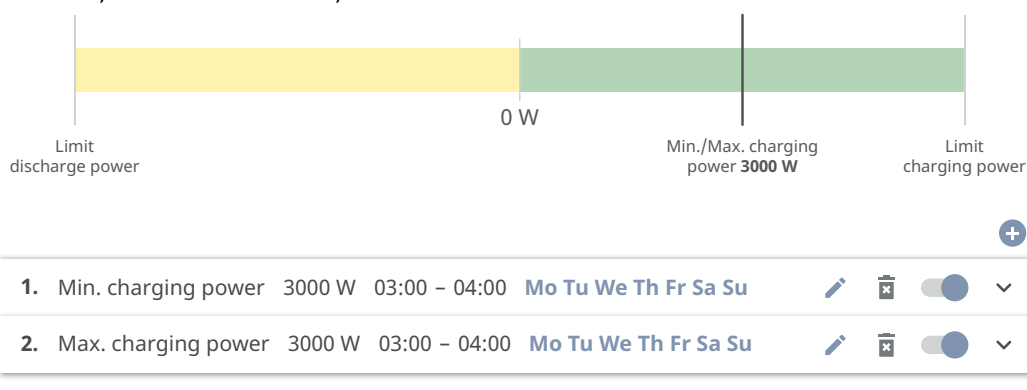 0 W
Limit
discharge power
Min./Max. charging
power 3000 W
Limit
charging power
1. Min. charging power 3000 W 03:00 – 04:00 Mo Tu We Th Fr Sa Su
2. Max. charging power 3000 W 03:00 – 04:00 Mo Tu We Th Fr Sa Su